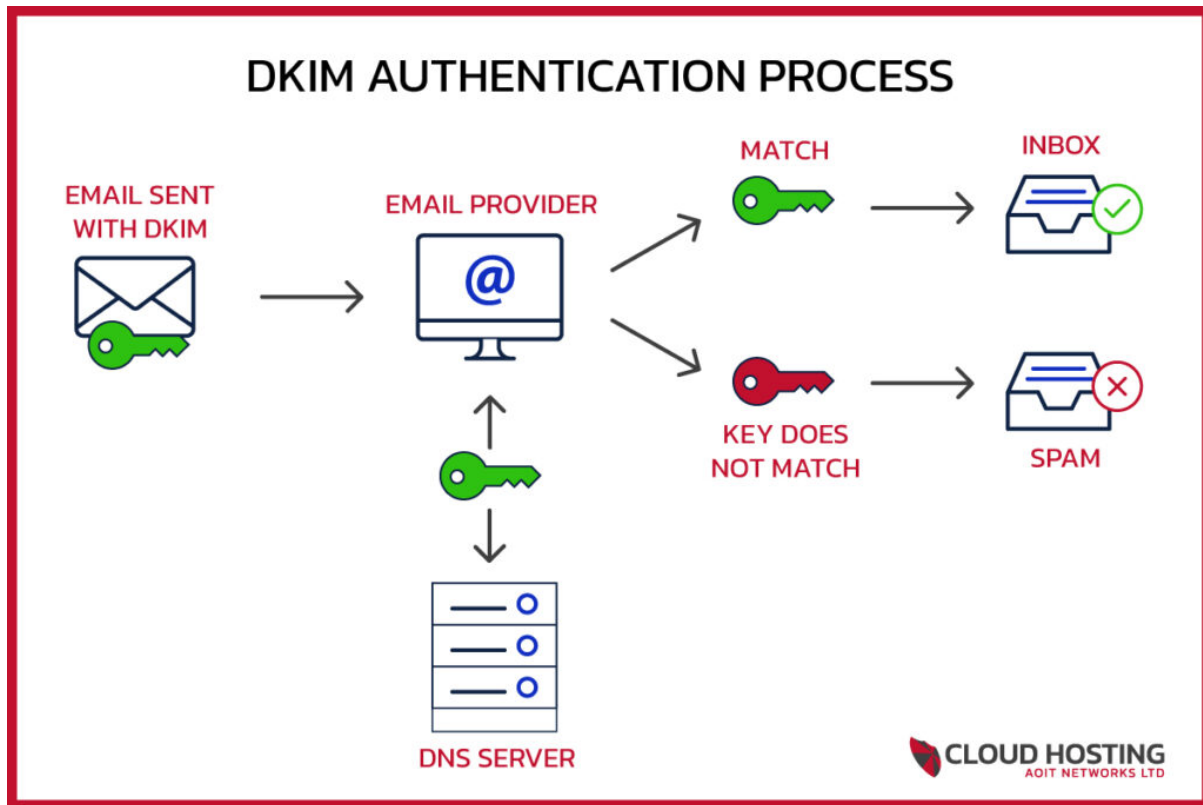 DKIM AUTHENTICATION PROCESS
EMAIL SENT
WITH DKIM
EMAIL PROVIDER
@
MATCH
INBOX
KEY DOES
NOT MATCH
SPAM
DNS SERVER
CLOUD HOSTING
AOIT NETWORKS LTD